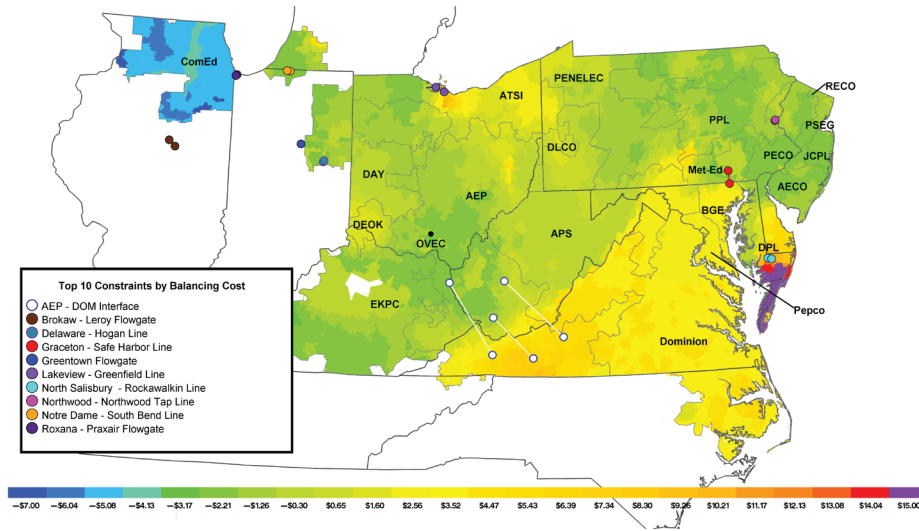 ComEd
PENELEC
ATSI
RECO
PPL
PSEG
DLCO
PECO
JCPL
Met-Ed
DAY
AEP
AECO
BGE
DEOK
APS
OVEC
DPL
EKPC
Pepco
Dominion
Top 10 Constraints by Balancing Cost
AEP - DOM Interface
Brokaw - Leroy Flowgate
Delaware - Hogan Line
Graceton - Safe Harbor Line
Greentown Flowgate
Lakeview - Greenfield Line
North Salisbury - Rockawalkin Line
Northwood - Northwood Tap Line
Notre Dame - South Bend Line
Roxana - Praxair Flowgate
–$7.00 –$6.04 –$5.08 –$4.13 –$3.17 –$2.21 –$1.26 –$0.30 $0.65 $1.60 $2.56 $3.52 $4.47 $5.43 $6.39 $7.34 $8.30 $9.26 $10.21 $11.17 $12.13 $13.08 $14.04 $15.00